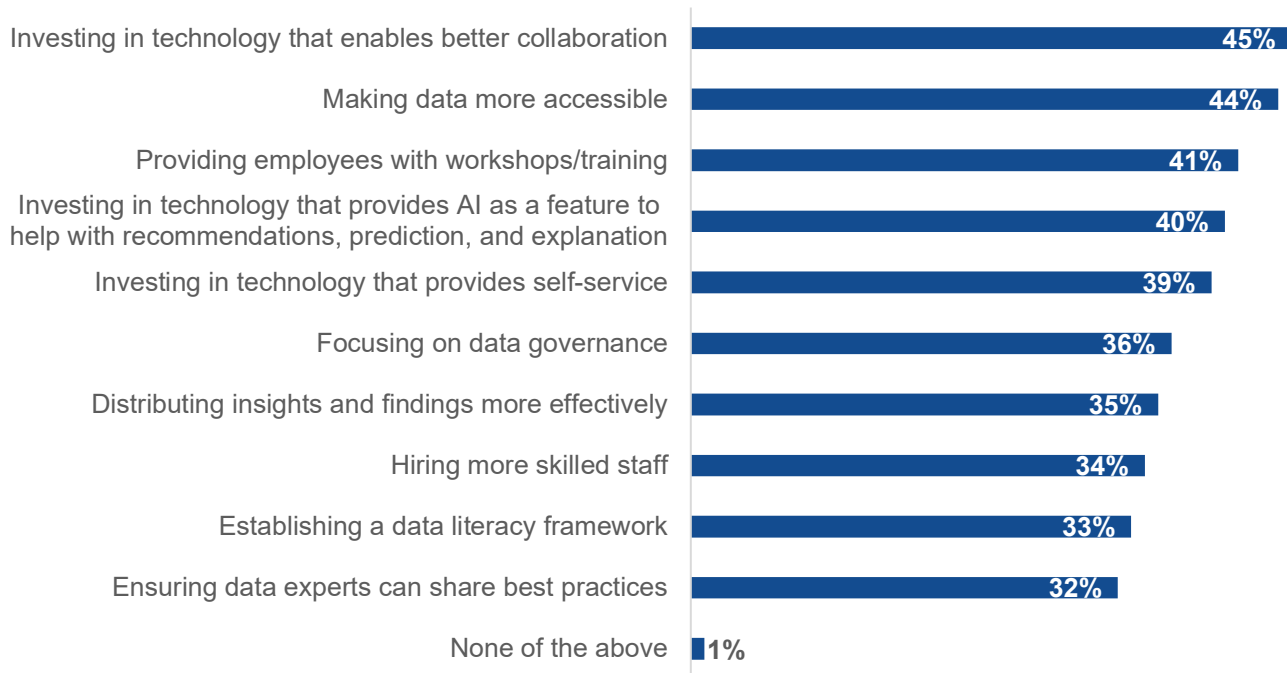 Investing in technology that enables better collaboration 45%
Making data more accessible 44%
Providing employees with workshops/training 41%
Investing in technology that provides AI as a feature to
help with recommendations, prediction, and explanation 40%
Investing in technology that provides self-service 39%
Focusing on data governance 36%
Distributing insights and findings more effectively 35%
Hiring more skilled staff 34%
Establishing a data literacy framework 33%
Ensuring data experts can share best practices 32%
None of the above 1%